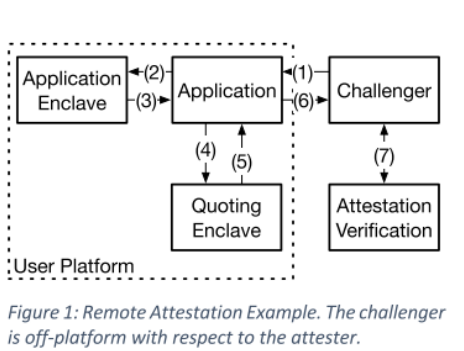 Application
Enclave
(2)
(3)
Application
(1)
(6)
Challenger
(4)
(5)
(7)
Quoting
Enclave
Attestation
Verification
User Platform
Figure 1: Remote Attestation Example. The challenger
is off-platform with respect to the attester.